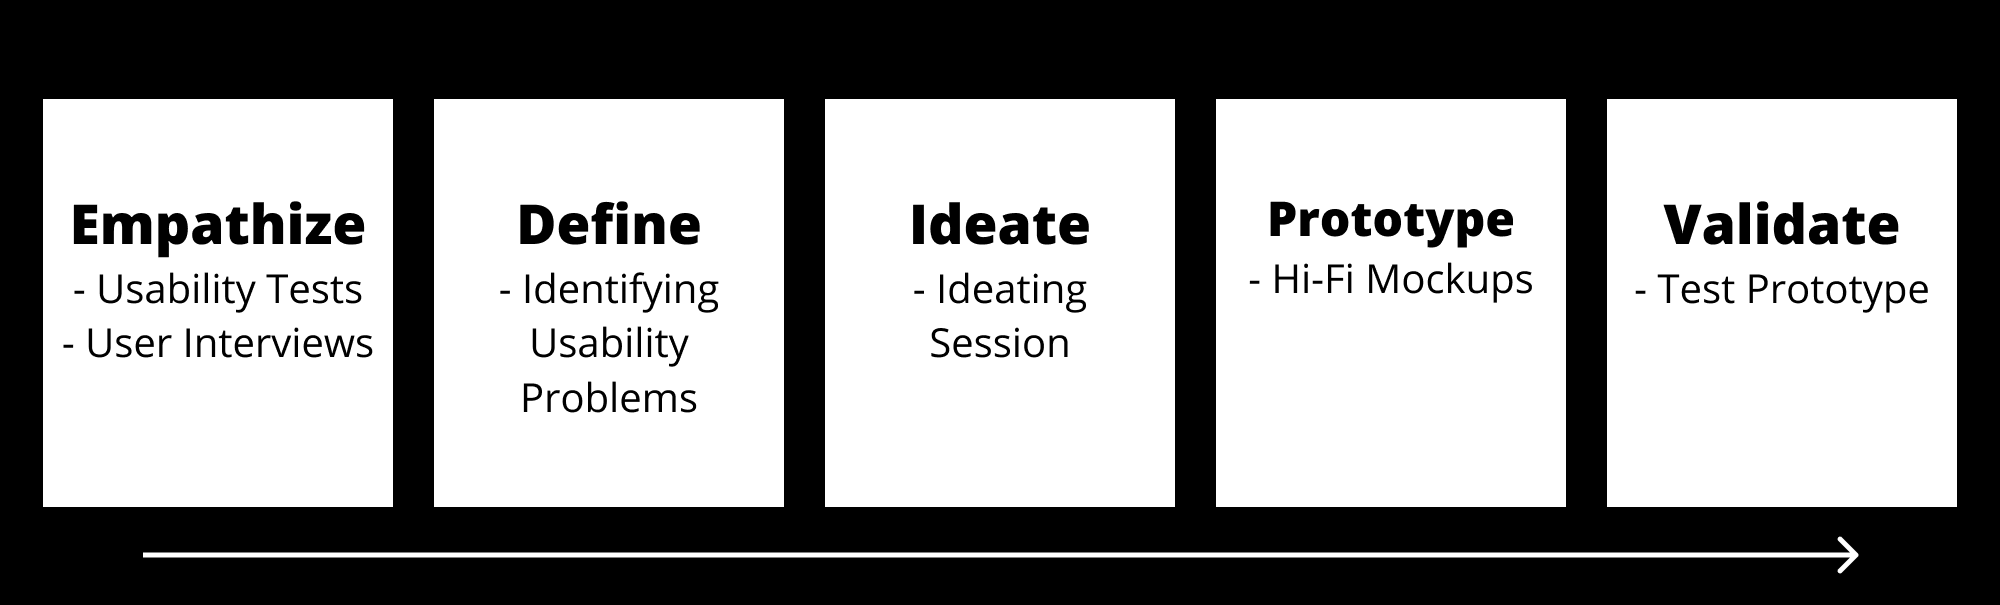 Empathize
- Usability Tests
- User Interviews
Define
- Identifying
Usability
Problems
Ideate
- Ideating
Session
Prototype
- Hi-Fi Mockups
Validate
- Test Prototype